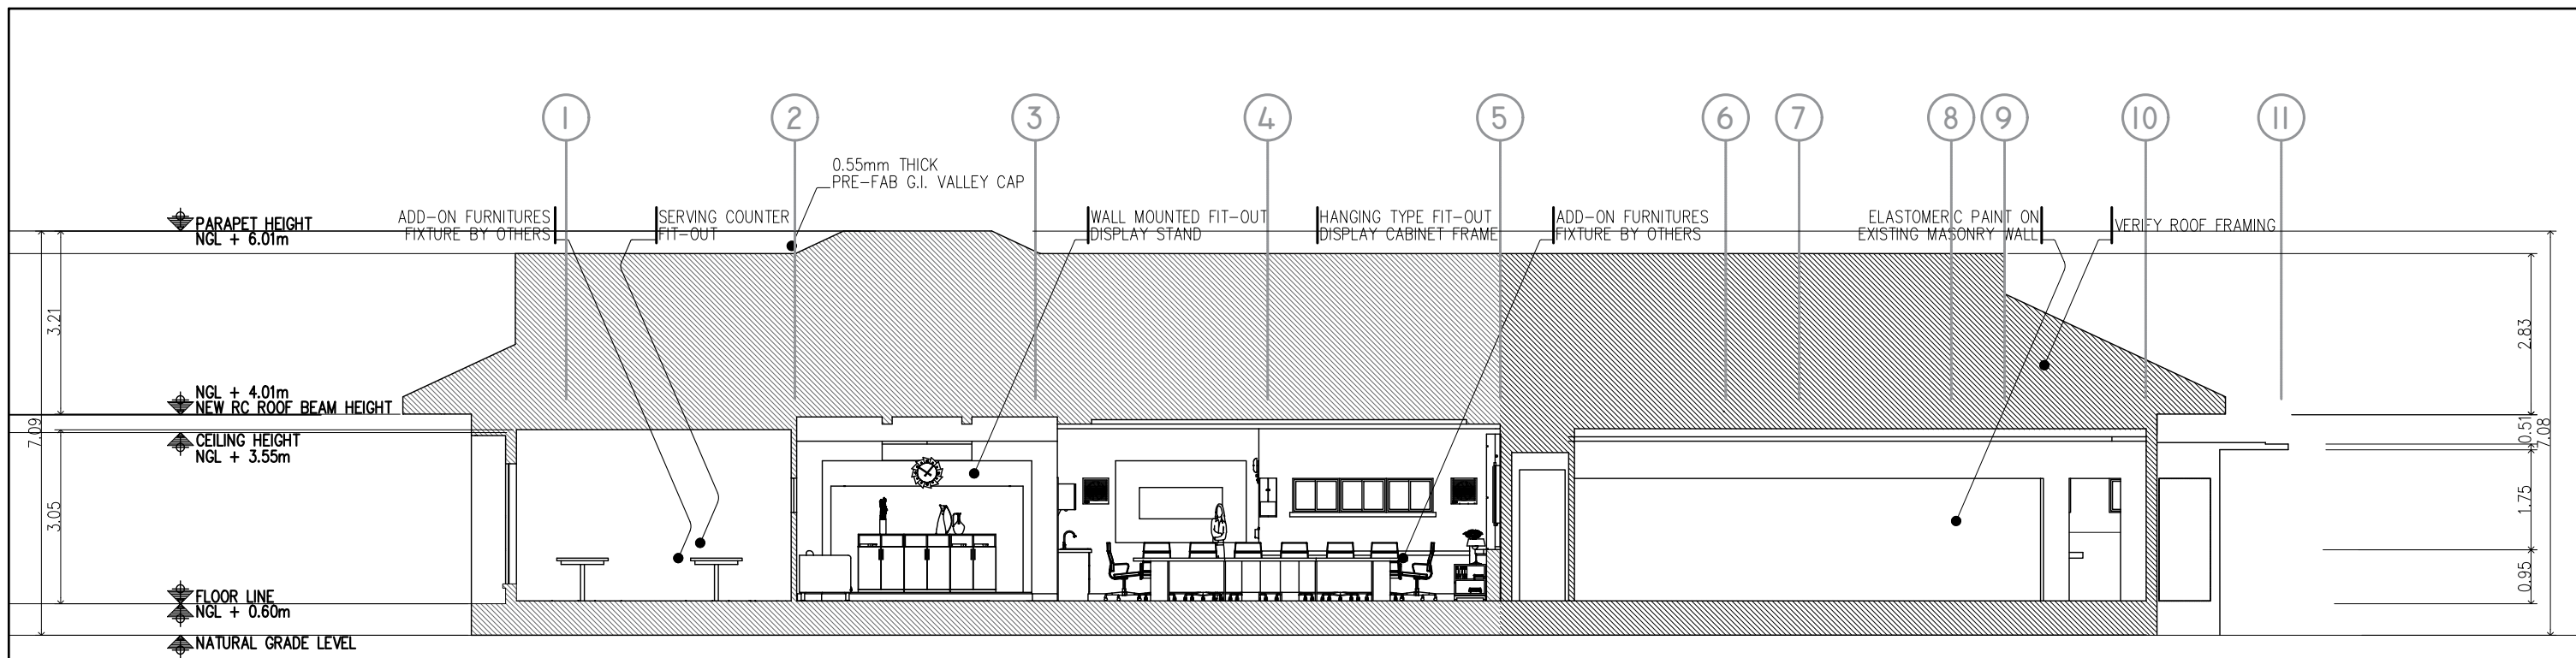 1 2 3 4 5 6 7 8 9 10 11
0.55mm THICK
PRE-FAB G.I. VALLEY CAP
PARAPET HEIGHT
NGL + 6.01m
ADD-ON FURNITURES
FIXTURE BY OTHERS
SERVING COUNTER
FIT-OUT
WALL MOUNTED FIT-OUT
DISPLAY STAND
HANGING TYPE FIT-OUT
DISPLAY CABINET FRAME
ADD-ON FURNITURES
FIXTURE BY OTHERS
ELASTOMERIC PAINT ON
EXISTING MASONRY WALL
VERIFY ROOF FRAMING
3.21
2.83
NGL + 4.01m
NEW RC ROOF BEAM HEIGHT
7.09
0.51
7.08
CEILING HEIGHT
NGL + 3.55m
3.05
1.75
0.95
FLOOR LINE
NGL + 0.60m
NATURAL GRADE LEVEL